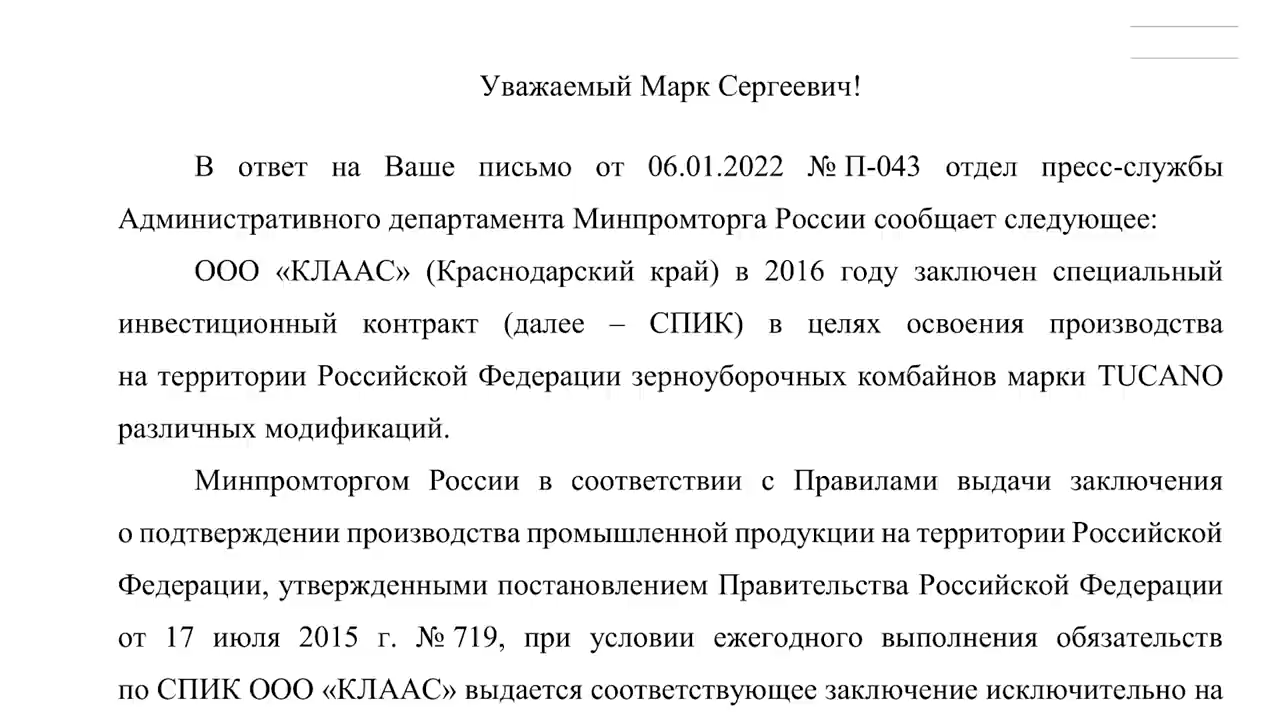 Уважаемый Марк Сергеевич!
В ответ на Ваше письмо от 06.01.2022 № П-043 отдел пресс-службы
Административного департамента Минпромторга России сообщает следующее:
ООО «КЛААС» (Краснодарский край) в 2016 году заключен специальный
инвестиционный контракт (далее – СПИК) в целях освоения производства
на территории Российской Федерации зерноуборочных комбайнов марки TUCANO
различных модификаций.
Минпромторгом России в соответствии с Правилами выдачи заключения
о подтверждении производства промышленной продукции на территории Российской
Федерации, утвержденными постановлением Правительства Российской Федерации
от 17 июля 2015 г. № 719, при условии ежегодного выполнения обязательств
по СПИК ООО «КЛААС» выдается соответствующее заключение исключительно на